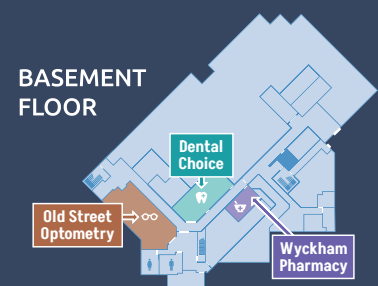 BASEMENT
FLOOR
Dental
Choice
Old Street
Optometry
Wyckham
Pharmacy